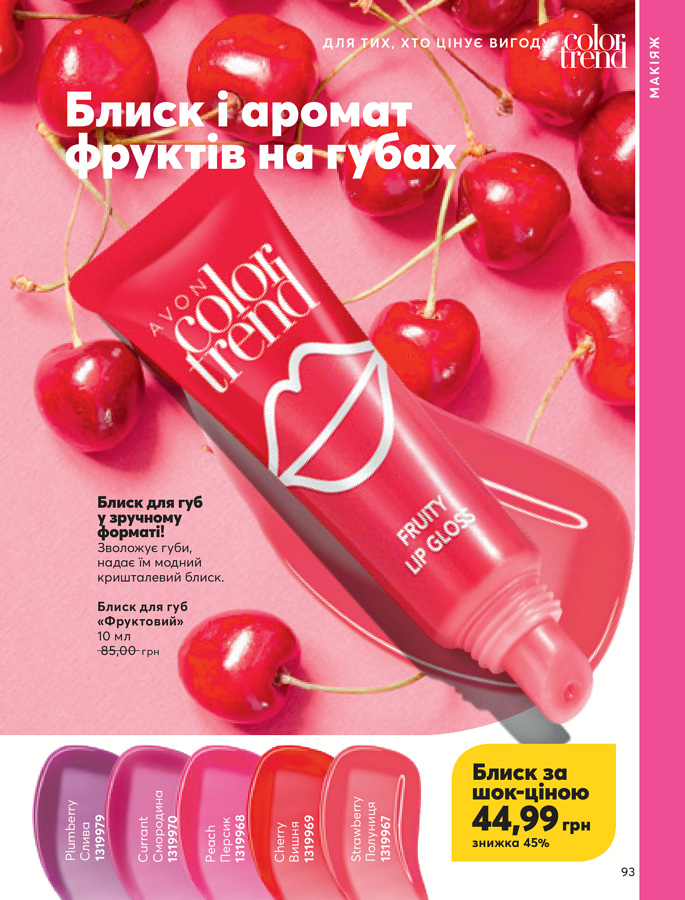 ДЛЯ ТИХ, ХТО ЦІНУЄ ВИГОДУ
color
trend
МАКІЯЖ
Блиск і аромат
фруктів на губах
AVON
color
trend
FRUITY
LIP GLOSS
Блиск для губ
у зручному
форматі!
Зволожує губи,
надає їм модний
кришталевий блиск.
Блиск для губ
«Фруктовий»
10 мл
85,00 грн
Plumberry
Слива
1319979
Currant
Смородина
1319970
Peach
Персик
1319968
Cherry
Вишня
1319969
Strawberry
Полуниця
1319967
Блиск за
шок-ціною
44,99 грн
знижка 45%
93